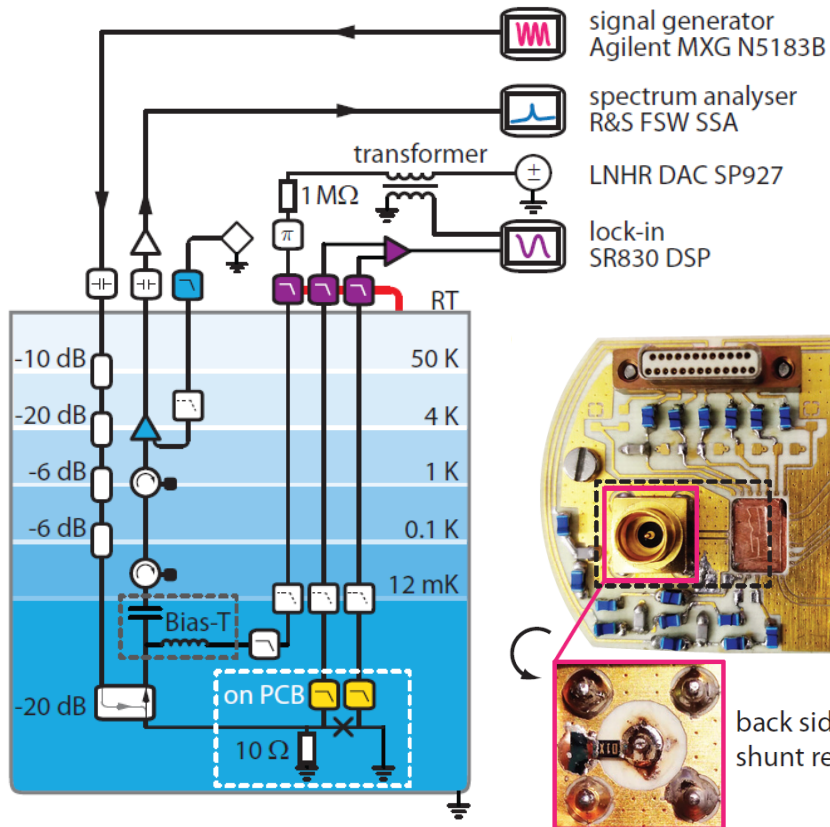 signal generator
Agilent MXG N5183B
spectrum analyser
R&S FSW SSA
transformer
LNHR DAC SP927
1MΩ
±
π
lock-in
SR830 DSP
RT
-10 dB
50 K
-20 dB
4 K
-6 dB
1 K
-6 dB
0.1 K
12 mK
Bias-T
-20 dB
on PCB
10 Ω
back sid
shunt re